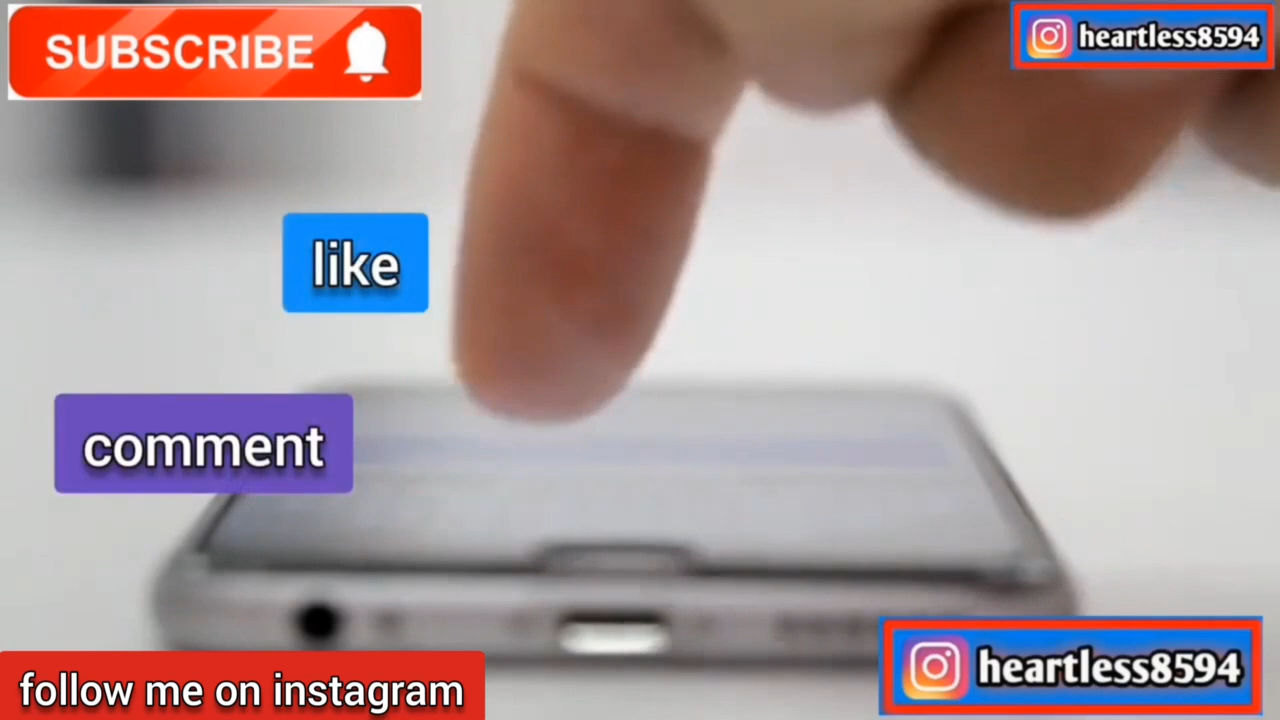 SUBSCRIBE
heartless8594
like
comment
follow me on instagram
heartless8594